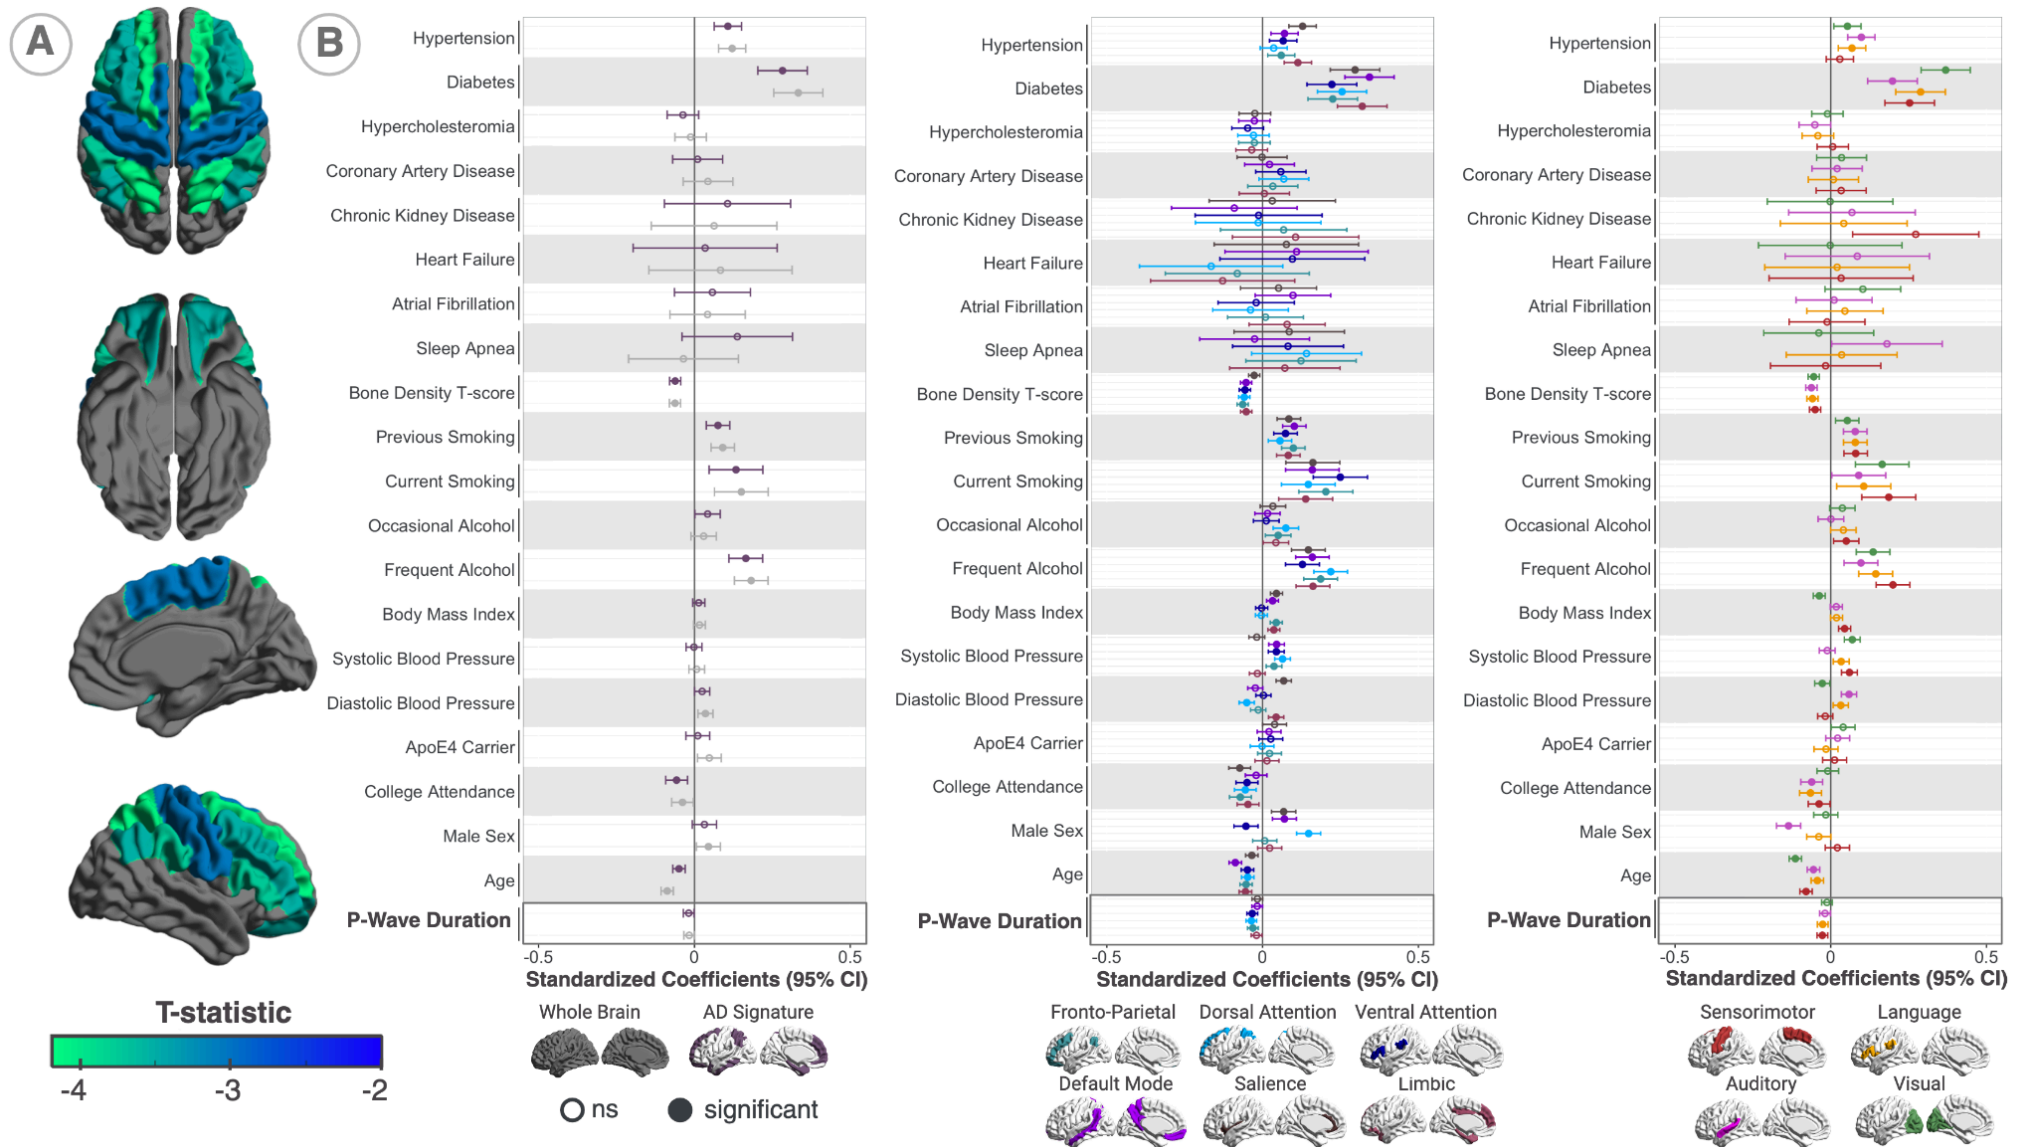 A
B
Hypertension
Diabetes
Hypercholesteromia
Coronary Artery Disease
Chronic Kidney Disease
Heart Failure
Atrial Fibrillation
Sleep Apnea
Bone Density T-score
Previous Smoking
Current Smoking
Occasional Alcohol
Frequent Alcohol
Body Mass Index
Systolic Blood Pressure
Diastolic Blood Pressure
ApoE4 Carrier
College Attendance
Male Sex
Age
P-Wave Duration
-0.5 0 0.5
Standardized Coefficients (95% CI)
Hypertension
Diabetes
Hypercholesteromia
Coronary Artery Disease
Chronic Kidney Disease
Heart Failure
Atrial Fibrillation
Sleep Apnea
Bone Density T-score
Previous Smoking
Current Smoking
Occasional Alcohol
Frequent Alcohol
Body Mass Index
Systolic Blood Pressure
Diastolic Blood Pressure
ApoE4 Carrier
College Attendance
Male Sex
Age
P-Wave Duration
-0.5 0 0.5
Standardized Coefficients (95% CI)
Hypertension
Diabetes
Hypercholesteromia
Coronary Artery Disease
Chronic Kidney Disease
Heart Failure
Atrial Fibrillation
Sleep Apnea
Bone Density T-score
Previous Smoking
Current Smoking
Occasional Alcohol
Frequent Alcohol
Body Mass Index
Systolic Blood Pressure
Diastolic Blood Pressure
ApoE4 Carrier
College Attendance
Male Sex
Age
P-Wave Duration
-0.5 0 0.5
Standardized Coefficients (95% CI)
T-statistic
-4 -3 -2
Whole Brain AD Signature
ns significant
Fronto-Parietal Dorsal Attention Ventral Attention
Default Mode Salience Limbic
Sensorimotor Language
Auditory Visual